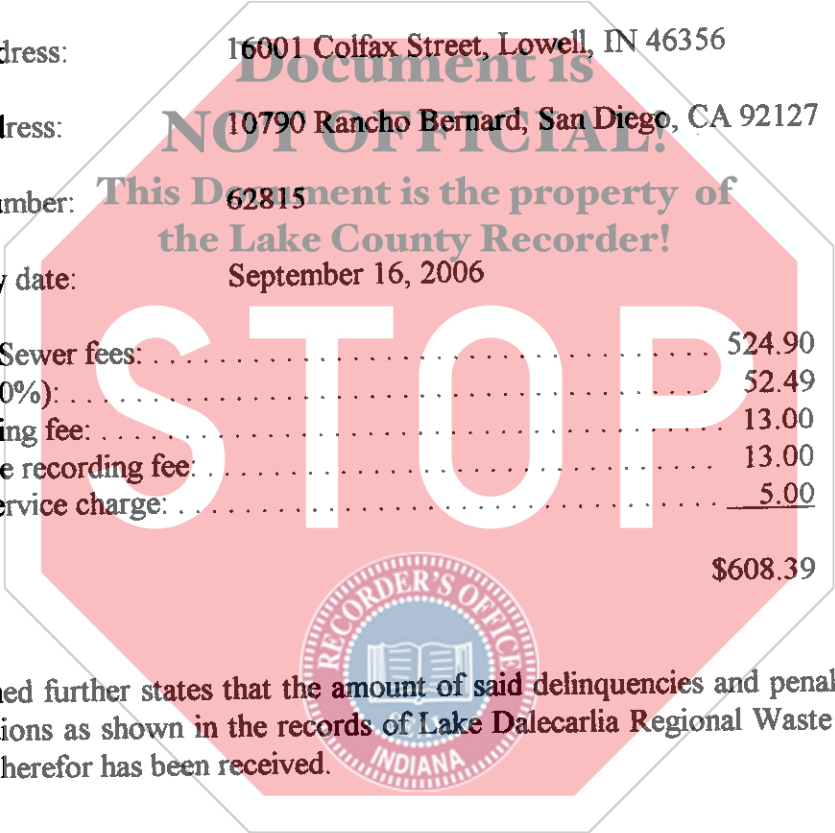 dress: 16001 Colfax Street, Lowell, IN 46356
Document is
dress: 10790 Rancho Bernard, San Diego, CA 92127
NOT OFFICIAL!
This Document is the property of
mber: 62815
the Lake County Recorder!
y date: September 16, 2006
STOP
Sewer fees: . . . . . . . . . . . . . . . . . . . . . . . . . . . . . . 524.90
0%): . . . . . . . . . . . . . . . . . . . . . . . . . . . . . . 52.49
ing fee: . . . . . . . . . . . . . . . . . . . . . . . . . . . . . . 13.00
e recording fee: . . . . . . . . . . . . . . . . . . . . . . . . . . . . . . 13.00
ervice charge: . . . . . . . . . . . . . . . . . . . . . . . . . . . . . . 5.00
$608.39
RECORDER'S OFFICE
ed further states that the amount of said delinquencies and penal
ions as shown in the records of Lake Dalecarlia Regional Waste
herefor has been received.
INDIANA